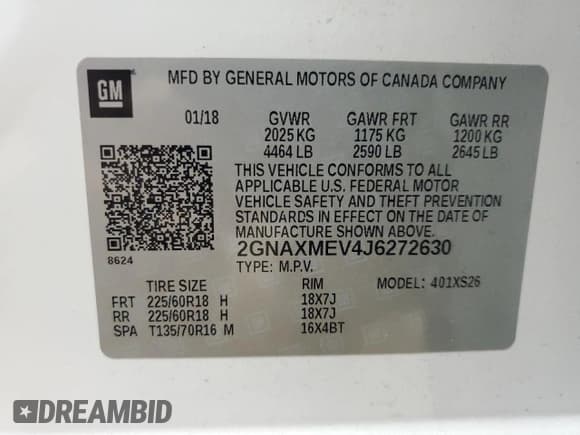 GM
MFD BY GENERAL MOTORS OF CANADA COMPANY
01/18 GVWR GAWR FRT GAWR RR
2025 KG 1175 KG 1200 KG
4464 LB 2590 LB 2645 LB
THIS VEHICLE CONFORMS TO ALL
APPLICABLE U.S. FEDERAL MOTOR
VEHICLE SAFETY AND THEFT PREVENTION
STANDARDS IN EFFECT ON THE DATE OF
MANUFACTURE SHOWN ABOVE.
8624
2GNAXMEV4J6272630
TYPE: M.P.V. MODEL: 401XS26
TIRE SIZE RIM
FRT 225/60R18 H 18X7J
RR 225/60R18 H 18X7J
SPA T135/70R16 M 16X4BT
DREAMBID